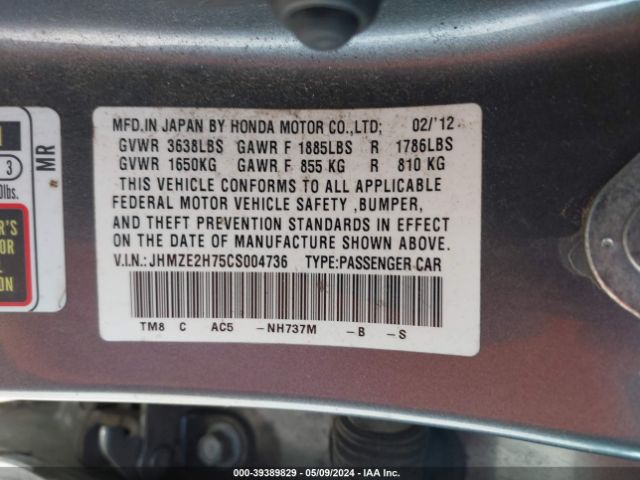 MFD.IN JAPAN BY HONDA MOTOR CO.,LTD; 02/'12
GVWR 3638LBS GAWR F 1885LBS R 1786LBS
GVWR 1650KG GAWR F 855 KG R 810 KG
THIS VEHICLE CONFORMS TO ALL APPLICABLE
FEDERAL MOTOR VEHICLE SAFETY ,BUMPER,
AND THEFT PREVENTION STANDARDS IN EFFECT
ON THE DATE OF MANUFACTURE SHOWN ABOVE.
V.I.N.: JHMZE2H75CS004736 TYPE:PASSENGER CAR
TM8 C AC5 -NH737M -B -S
MR
3
lbs.
000-39389829 / 05/09/2024 - IAA Inc.